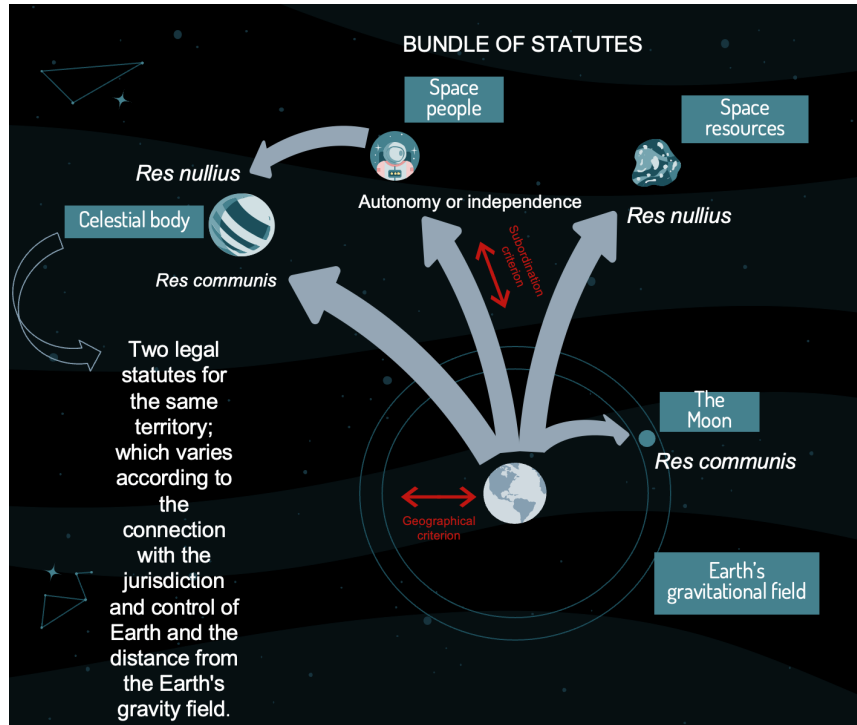 BUNDLE OF STATUTES
Space
people
Space
resources
Res nullius
Autonomy or independence
Res nullius
Celestial body
Subordination
criterion
Res communis
Two legal
statutes for
the same
territory;
which varies
according to
the
connection
with the
jurisdiction
and control of
Earth and the
distance from
the Earth's
gravity field.
The
Moon
Res communis
Geographical
criterion
Earth's
gravitational field